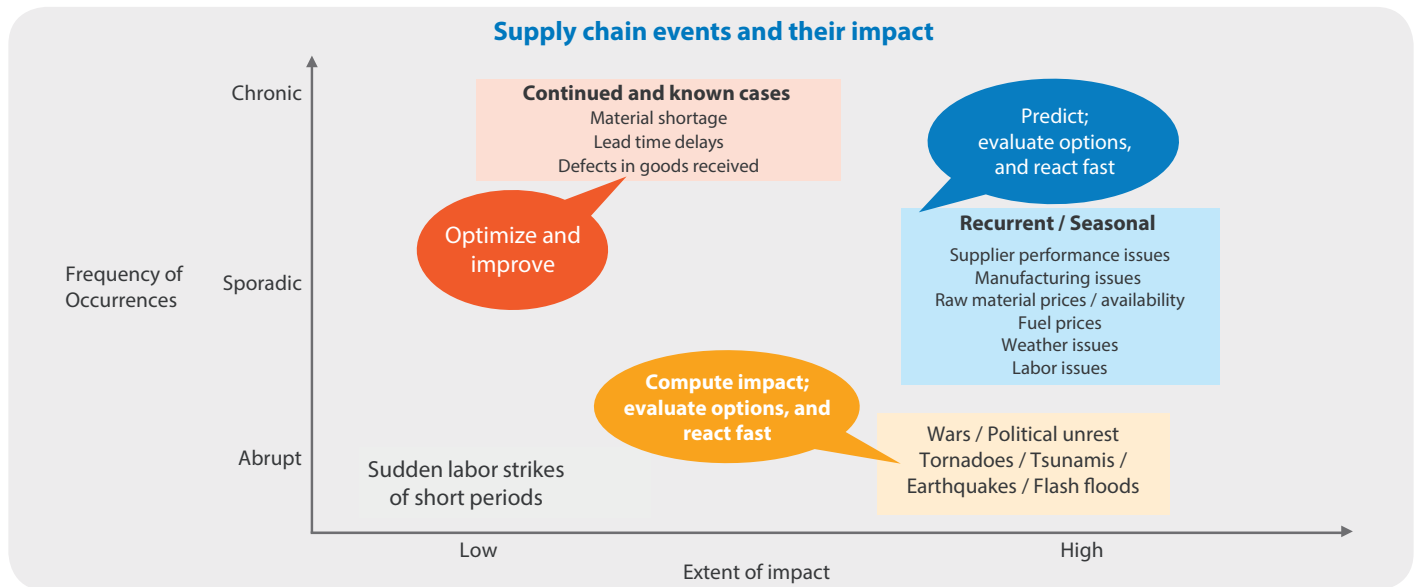 Supply chain events and their impact
Chronic
Continued and known cases
Material shortage
Lead time delays
Defects in goods received
Predict;
evaluate options,
and react fast
Optimize and
improve
Recurrent / Seasonal
Supplier performance issues
Manufacturing issues
Raw material prices / availability
Fuel prices
Weather issues
Labor issues
Frequency of
Occurrences
Sporadic
Compute impact;
evaluate options, and
react fast
Abrupt
Sudden labor strikes
of short periods
Wars / Political unrest
Tornadoes / Tsunamis /
Earthquakes / Flash floods
Low
High
Extent of impact